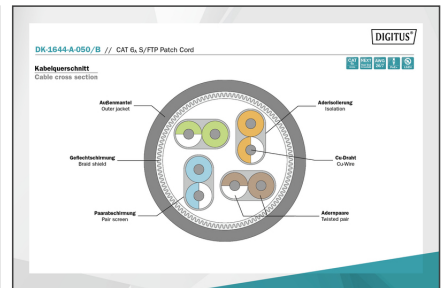 DIGITUS®
DK-1644-A-050/B // CAT 6A S/FTP Patch Cord
Kabelquerschnitt
Cable cross section
Außenmantel
Outer jacket
Aderisolierung
Isolation
Geflechtschirmung
Braid shield
Cu-Draht
Cu-Wire
Paarabschirmung
Pair screen
Adernpaare
Twisted pair